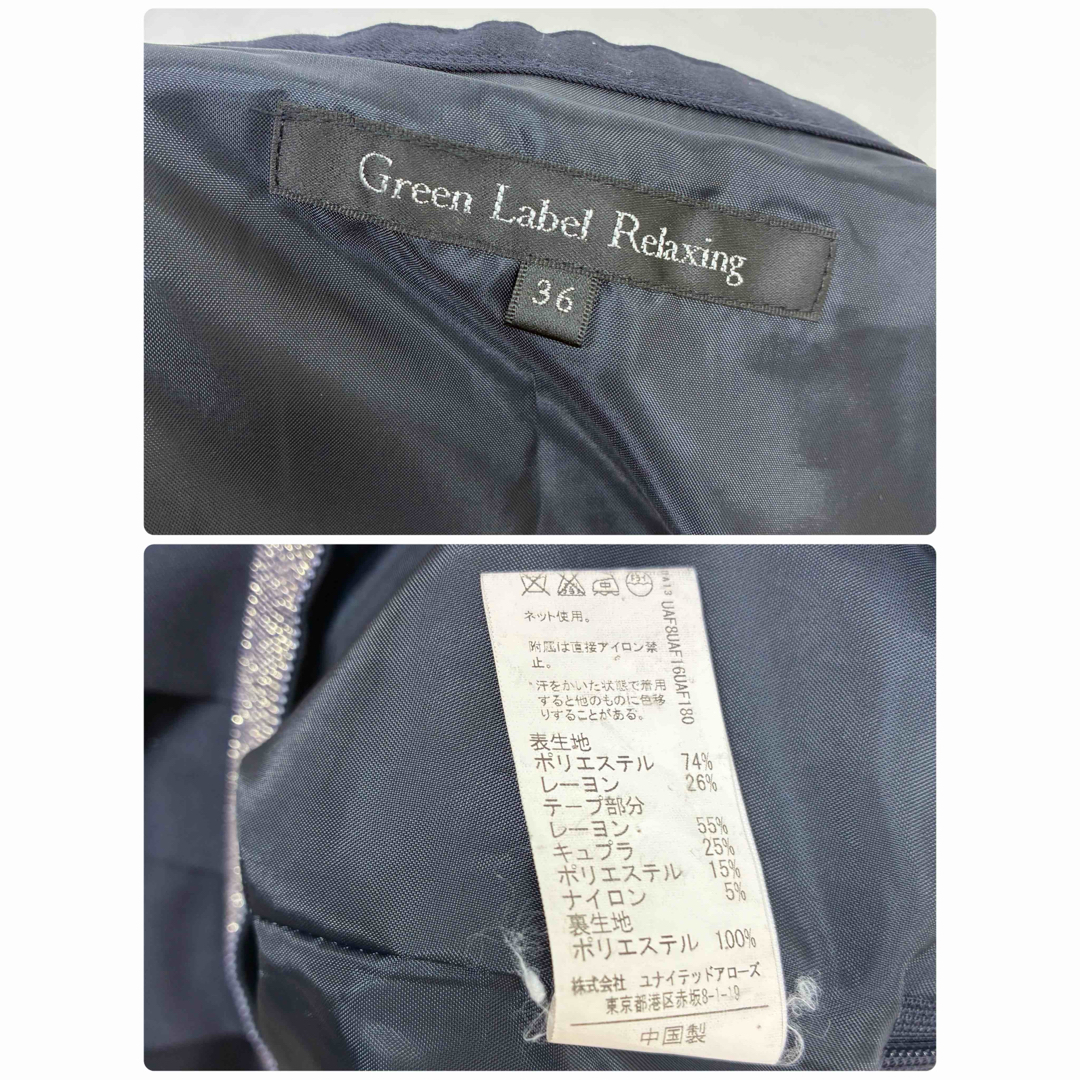 Green Label Relaxing
36
ネット使用。
附属は直接アイロン禁
止。
*汗をかいた状態で着用
すると他のものに色移
りすることがある。
UAF8UAF16UAF180
表生地
ポリエステル 74%
レーヨン 26%
テープ部分
レーヨン 55%
キュプラ 25%
ポリエステル 15%
ナイロン 5%
裏生地
ポリエステル 100%
株式会社 ユナイテッドアローズ
東京都港区赤坂8-1-19
中国製